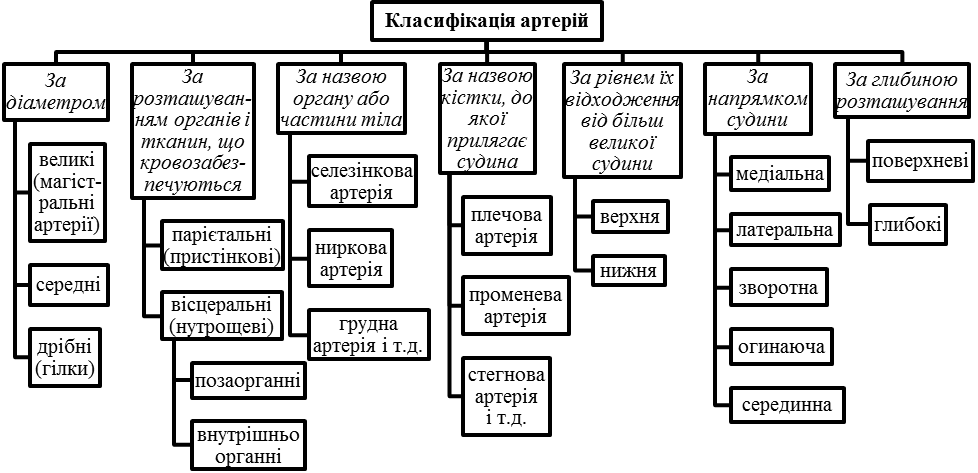 Класифікація артерій
За
діаметром
великі
(магіст-
ральні
артерії)
середні
дрібні
(гілки)
За
розташуван-
ням органів і
тканин, що
кровозабез-
печуються
парієтальні
(пристінкові)
вісцеральні
(нутрощеві)
позаорганні
внутрішньо
органні
За назвою
органу або
частини тіла
селезінкова
артерія
ниркова
артерія
грудна
артерія і т.д.
За назвою
кістки, до
якої
прилягає
судина
плечова
артерія
променева
артерія
стегнова
артерія
і т.д.
За рівнем їх
відходження
від більш
великої
судини
верхня
нижня
За
напрямком
судини
медіальна
латеральна
зворотна
огинаюча
серединна
За глибиною
розташування
поверхневі
глибокі